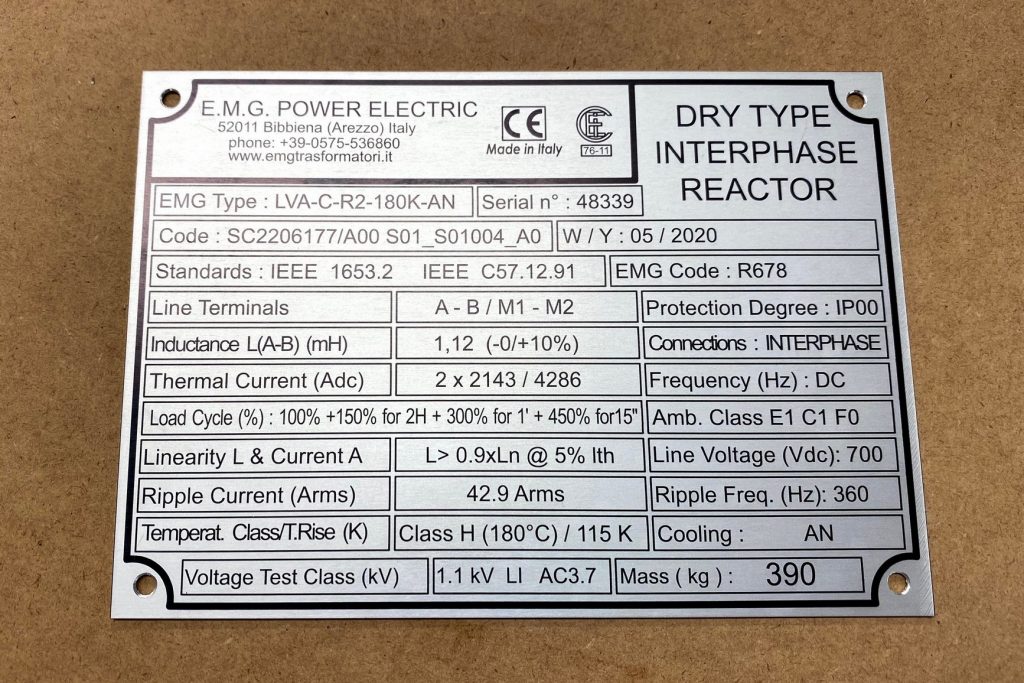 E.M.G. POWER ELECTRIC
52011 Bibbiena (Arezzo) Italy
phone: +39-0575-536860
www.emgtrasformatori.it
CE
Made in Italy
CEI
76-11
DRY TYPE
INTERPHASE
REACTOR
EMG Type : LVA-C-R2-180K-AN
Serial n° : 48339
Code : SC2206177/A00 S01_S01004_A0
W / Y : 05 / 2020
Standards : IEEE 1653.2 IEEE C57.12.91
EMG Code : R678
Line Terminals
A - B / M1 - M2
Protection Degree : IP00
Inductance L(A-B) (mH)
1,12 (-0/+10%)
Connections : INTERPHASE
Thermal Current (Adc)
2 x 2143 / 4286
Frequency (Hz) : DC
Load Cycle (%) : 100% +150% for 2H + 300% for 1' + 450% for15"
Amb. Class E1 C1 F0
Linearity L & Current A
L> 0.9xLn @ 5% Ith
Line Voltage (Vdc): 700
Ripple Current (Arms)
42.9 Arms
Ripple Freq. (Hz): 360
Temperat. Class/T.Rise (K)
Class H (180°C) / 115 K
Cooling : AN
Voltage Test Class (kV)
1.1 kV LI AC3.7
Mass ( kg ) : 390